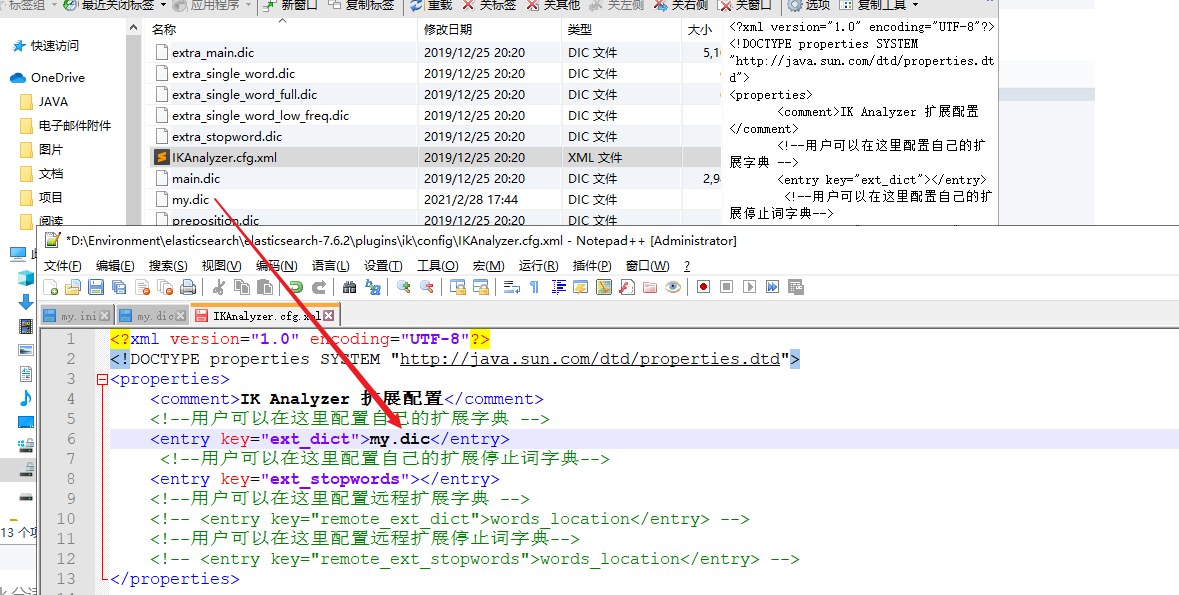 标签组 最近关闭标签 应用程序 新窗口 复制标签 重载 关标签 关其他 关左侧 关右侧 关窗口 选项 复制工具
快速访问
OneDrive
JAVA
电子邮件附件
图片
文档
项目
阅读
13 个项
名称 修改日期 类型 大小
extra_main.dic 2019/12/25 20:20 DIC 文件
extra_single_word.dic 2019/12/25 20:20 DIC 文件
extra_single_word_full.dic 2019/12/25 20:20 DIC 文件
extra_single_word_low_freq.dic 2019/12/25 20:20 DIC 文件
extra_stopword.dic 2019/12/25 20:20 DIC 文件
IKAnalyzer.cfg.xml 2019/12/25 20:20 XML 文件
main.dic 2019/12/25 20:20 DIC 文件
my.dic 2021/2/28 17:44 DIC 文件
preposition.dic 2019/12/25 20:20 DIC 文件
<?xml version="1.0" encoding="UTF-8"?>
<!DOCTYPE properties SYSTEM
"http://java.sun.com/dtd/properties.dt
d">
<properties>
<comment>IK Analyzer 扩展配置
</comment>
<!--用户可以在这里配置自己的扩
展字典 -->
<entry key="ext_dict"></entry>
<!--用户可以在这里配置自己的扩
展停止词字典-->
*D:\Environment\elasticsearch\elasticsearch-7.6.2\plugins\ik\config\IKAnalyzer.cfg.xml - Notepad++ [Administrator]
文件(F) 编辑(E) 搜索(S) 视图(V) 编码(N) 语言(L) 设置(T) 工具(O) 宏(M) 运行(R) 插件(P) 窗口(W) ?
my.ini my.dic IKAnalyzer.cfg.xml
1 <?xml version="1.0" encoding="UTF-8"?>
2 <!DOCTYPE properties SYSTEM "http://java.sun.com/dtd/properties.dtd">
3 <properties>
4 <comment>IK Analyzer 扩展配置</comment>
5 <!--用户可以在这里配置自己的扩展字典 -->
6 <entry key="ext_dict">my.dic</entry>
7 <!--用户可以在这里配置自己的扩展停止词字典-->
8 <entry key="ext_stopwords"></entry>
9 <!--用户可以在这里配置远程扩展字典 -->
10 <!-- <entry key="remote_ext_dict">words_location</entry> -->
11 <!--用户可以在这里配置远程扩展停止词字典-->
12 <!-- <entry key="remote_ext_stopwords">words_location</entry> -->
13 </properties>